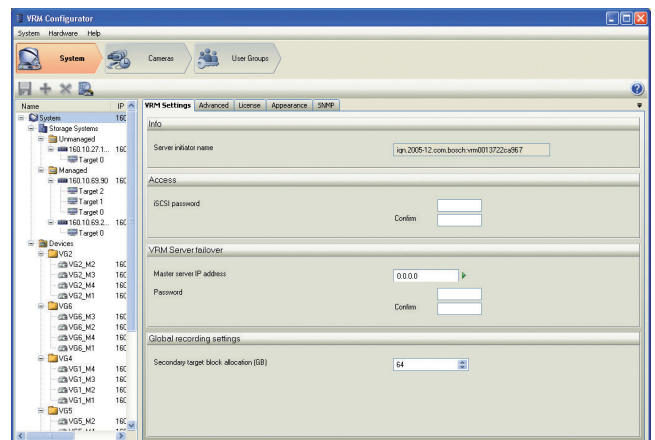 VRM Configurator
System Hardware Help
System Cameras User Groups
Name IP
System 160
Storage Systems
Unmanaged
160.10.27.1... 160
Target 0
Managed
160.10.69.90 160
Target 2
Target 1
Target 0
160.10.69.2... 160
Target 0
Devices
VG2
VG2_M2 160
VG2_M3 160
VG2_M4 160
VG2_M1 160
VG6
VG6_M3 160
VG6_M2 160
VG6_M4 160
VG6_M1 160
VG4
VG1_M4 160
VG1_M3 160
VG1_M2 160
VG1_M1 160
VG5
VG5_M2 160
VRM Settings Advanced License Appearance SNMP
Info
Server initiator name iqn.2005-12.com.bosch:vrm0013722ca967
Access
iSCSI password
Confirm
VRM Server failover
Master server IP address 0.0.0.0
Password
Confirm
Global recording settings
Secondary target block allocation (GB) 64